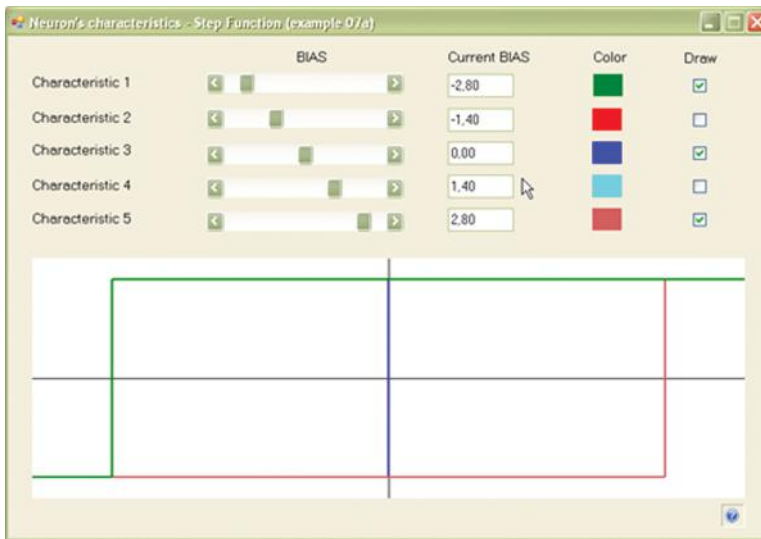 Neuron's characteristics - Step Function (example 07a)
BIAS Current BIAS Color Draw
Characteristic 1 -2,80
Characteristic 2 -1,40
Characteristic 3 0,00
Characteristic 4 1,40
Characteristic 5 2,80